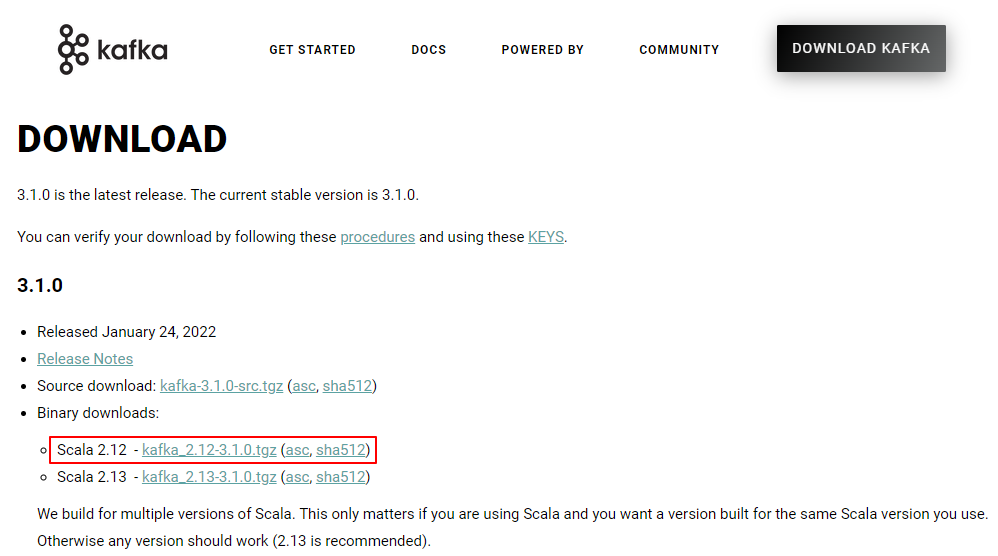 kafka GET STARTED DOCS POWERED BY COMMUNITY DOWNLOAD KAFKA
DOWNLOAD
3.1.0 is the latest release. The current stable version is 3.1.0.
You can verify your download by following these procedures and using these KEYS.
3.1.0
Released January 24, 2022
Release Notes
Source download: kafka-3.1.0-src.tgz (asc, sha512)
Binary downloads:
Scala 2.12 - kafka_2.12-3.1.0.tgz (asc, sha512)
Scala 2.13 - kafka_2.13-3.1.0.tgz (asc, sha512)
We build for multiple versions of Scala. This only matters if you are using Scala and you want a version built for the same Scala version you use.
Otherwise any version should work (2.13 is recommended).